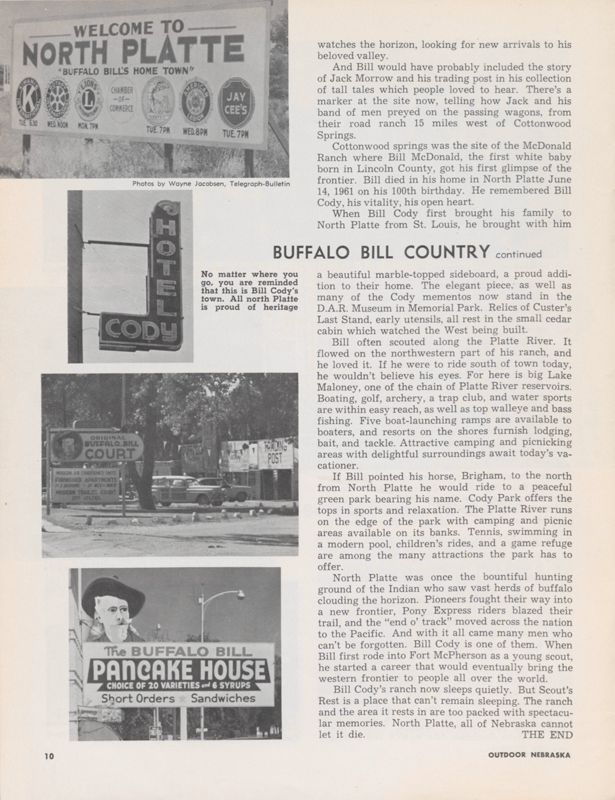 WELCOME TO
NORTH PLATTE
"BUFFALO BILL'S HOME TOWN"
K
LIONS
L
CHAMBER
-OF-
COMMERCE
JAY
CEE'S
WED. NOON
MON. 7PM
TUE. 7PM
WED. 8PM
TUE. 7PM
Photos by Wayne Jacobsen, Telegraph-Bulletin
HOTEL
CODY
No matter where you
go, you are reminded
that this is Bill Cody's
town. All north Platte
is proud of heritage
ORIGINAL
BUFFALO BILL
COURT
MODERN TRAILER COURT
POST
The BUFFALO BILL
PANCAKE HOUSE
CHOICE OF 20 VARIETIES and 6 SYRUPS
Short Orders Sandwiches
watches the horizon, looking for new arrivals to his
beloved valley.
And Bill would have probably included the story
of Jack Morrow and his trading post in his collection
of tall tales which people loved to hear. There's a
marker at the site now, telling how Jack and his
band of men preyed on the passing wagons, from
their road ranch 15 miles west of Cottonwood
Springs.
Cottonwood springs was the site of the McDonald
Ranch where Bill McDonald, the first white baby
born in Lincoln County, got his first glimpse of the
frontier. Bill died in his home in North Platte June
14, 1961 on his 100th birthday. He remembered Bill
Cody, his vitality, his open heart.
When Bill Cody first brought his family to
North Platte from St. Louis, he brought with him
BUFFALO BILL COUNTRY continued
a beautiful marble-topped sideboard, a proud addi-
tion to their home. The elegant piece, as well as
many of the Cody mementos now stand in the
D.A.R. Museum in Memorial Park. Relics of Custer's
Last Stand, early utensils, all rest in the small cedar
cabin which watched the West being built.
Bill often scouted along the Platte River. It
flowed on the northwestern part of his ranch, and
he loved it. If he were to ride south of town today,
he wouldn't believe his eyes. For here is big Lake
Maloney, one of the chain of Platte River reservoirs.
Boating, golf, archery, a trap club, and water sports
are within easy reach, as well as top walleye and bass
fishing. Five boat-launching ramps are available to
boaters, and resorts on the shores furnish lodging,
bait, and tackle. Attractive camping and picnicking
areas with delightful surroundings await today's va-
cationer.
If Bill pointed his horse, Brigham, to the north
from North Platte he would ride to a peaceful
green park bearing his name. Cody Park offers the
tops in sports and relaxation. The Platte River runs
on the edge of the park with camping and picnic
areas available on its banks. Tennis, swimming in
a modern pool, children's rides, and a game refuge
are among the many attractions the park has to
offer.
North Platte was once the bountiful hunting
ground of the Indian who saw vast herds of buffalo
clouding the horizon. Pioneers fought their way into
a new frontier, Pony Express riders blazed their
trail, and the "end o' track" moved across the nation
to the Pacific. And with it all came many men who
can't be forgotten. Bill Cody is one of them. When
Bill first rode into Fort McPherson as a young scout,
he started a career that would eventually bring the
western frontier to people all over the world.
Bill Cody's ranch now sleeps quietly. But Scout's
Rest is a place that can't remain sleeping. The ranch
and the area it rests in are too packed with spectacu-
lar memories. North Platte, all of Nebraska cannot
let it die. THE END
10
OUTDOOR NEBRASKA